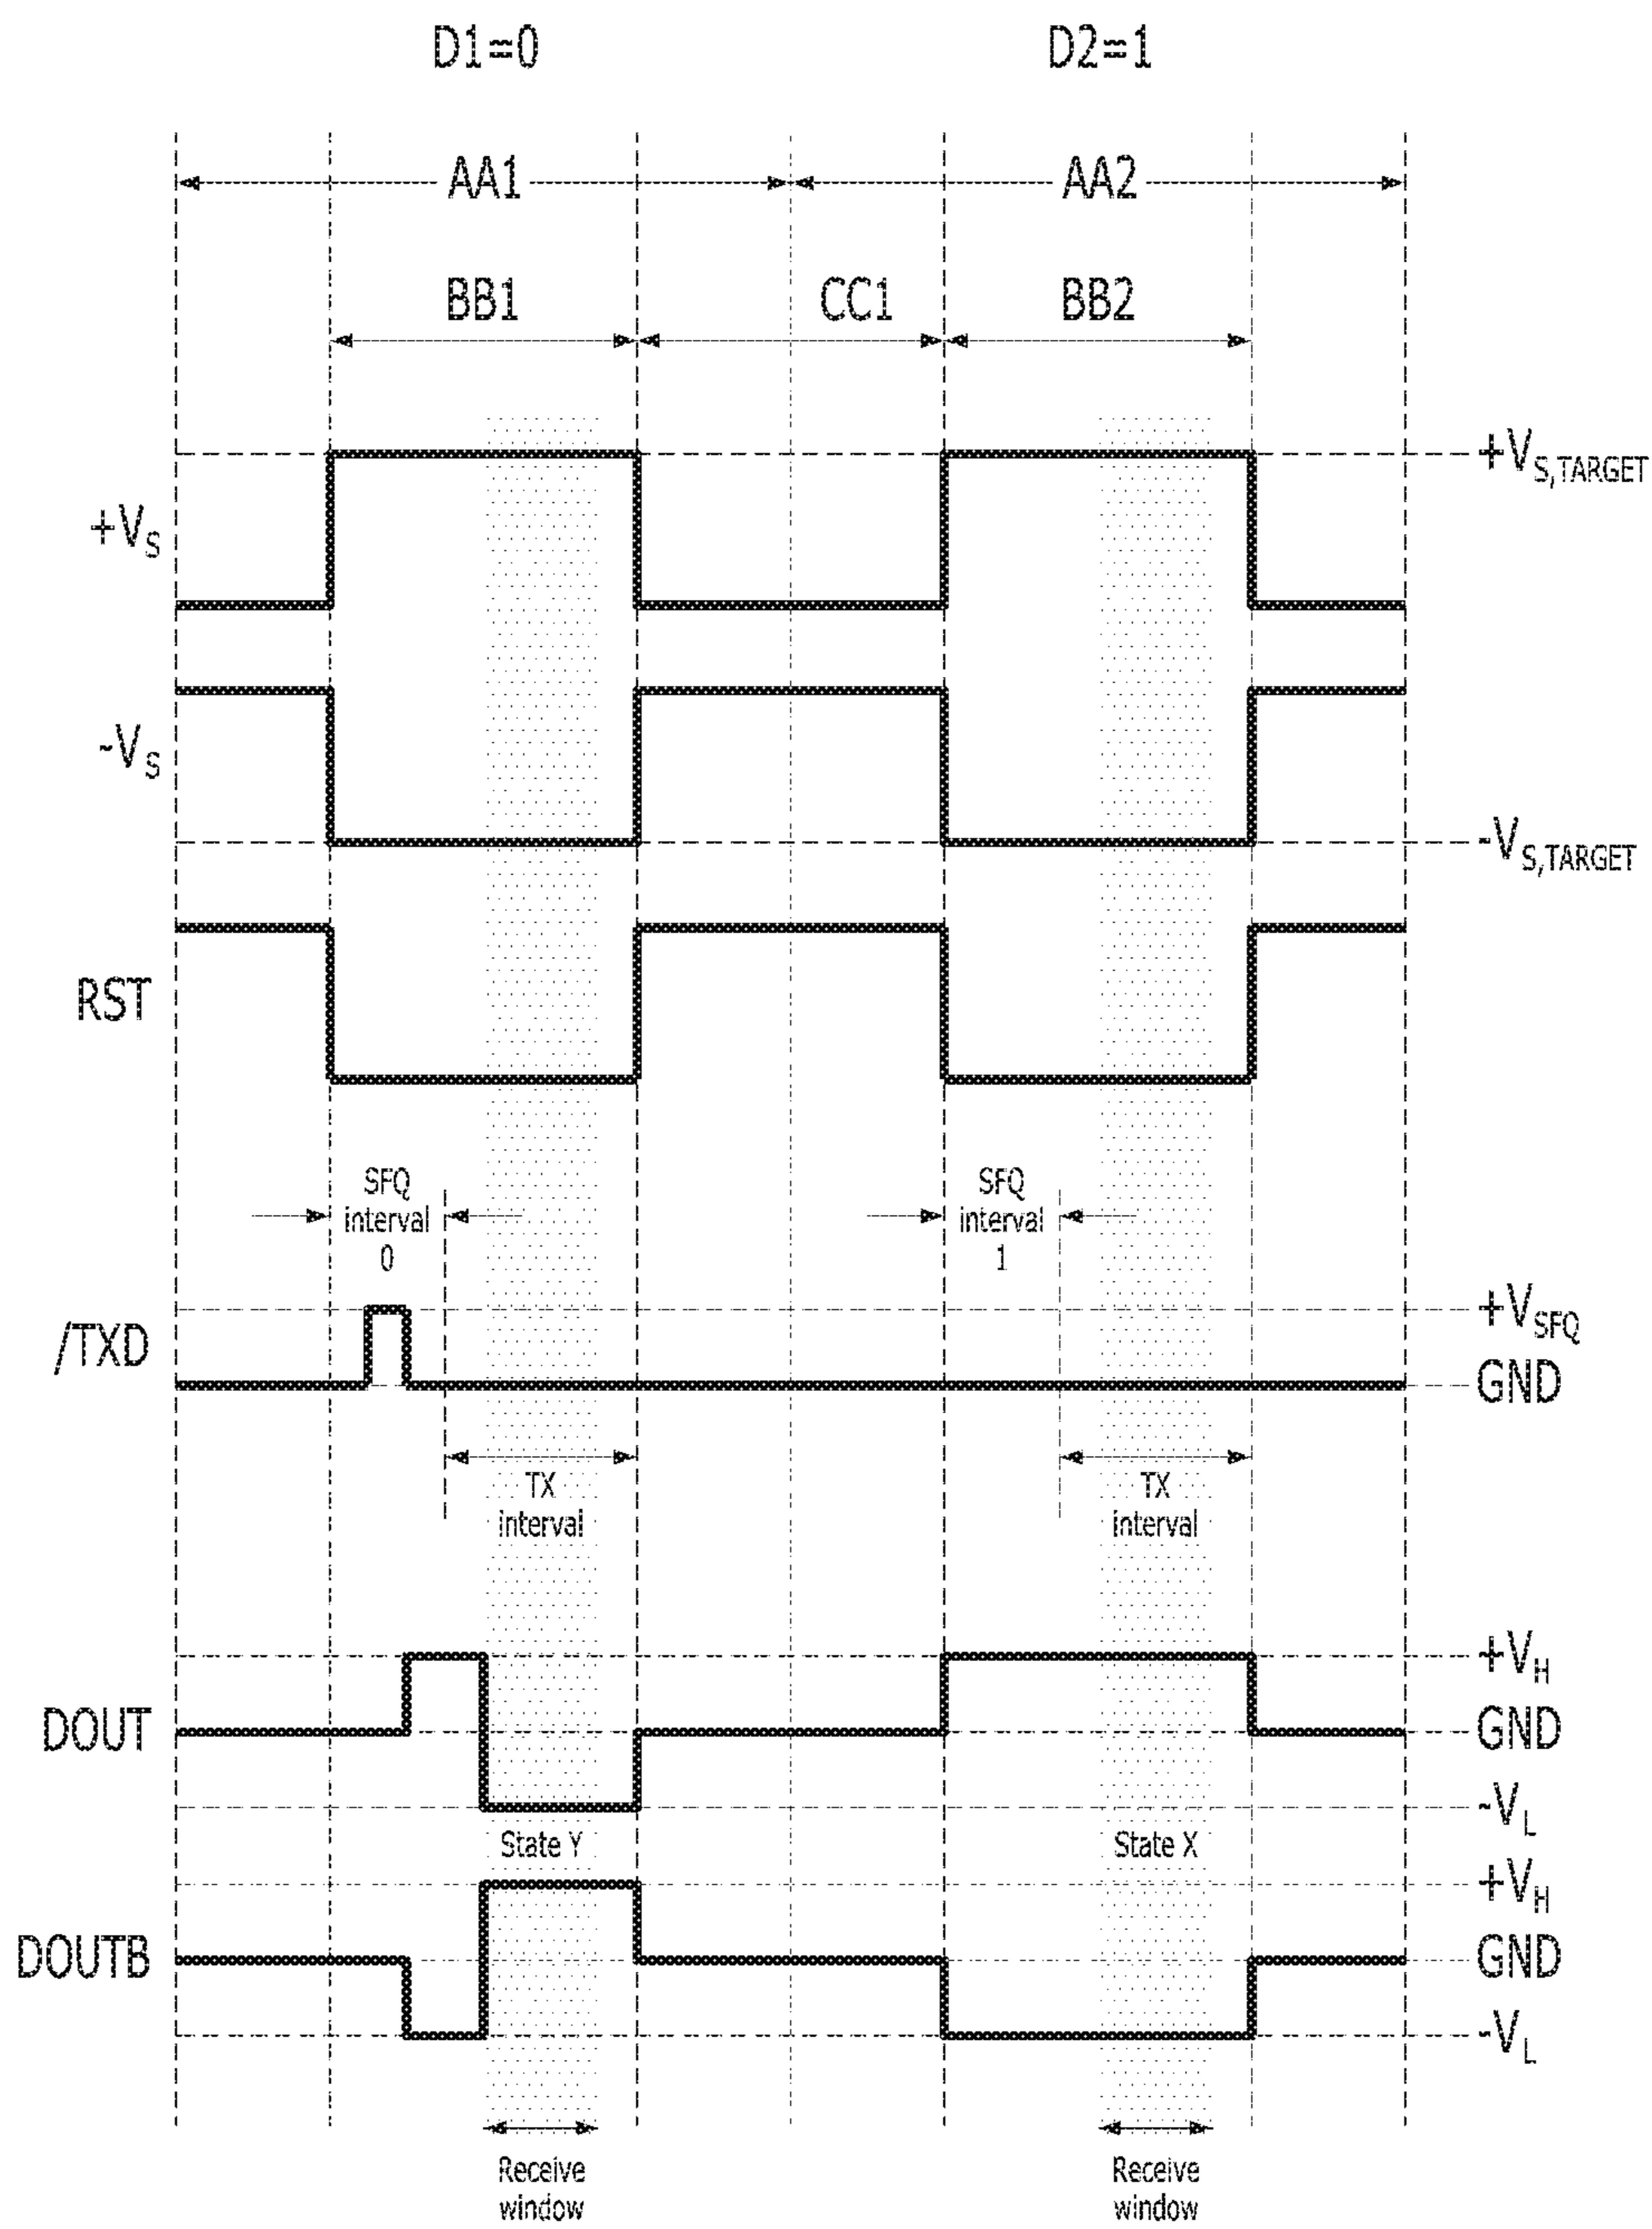 D1=0 D2=1
AA1 AA2
BB1 CC1 BB2
+VS,TARGET
+VS
-VS
-VS,TARGET
RST
SFQ interval 0
SFQ interval 1
+VSFQ
/TXD
GND
TX interval
TX interval
+VH
DOUT GND
-VL
State Y State X
+VH
DOUTB GND
-VL
Receive window
Receive window